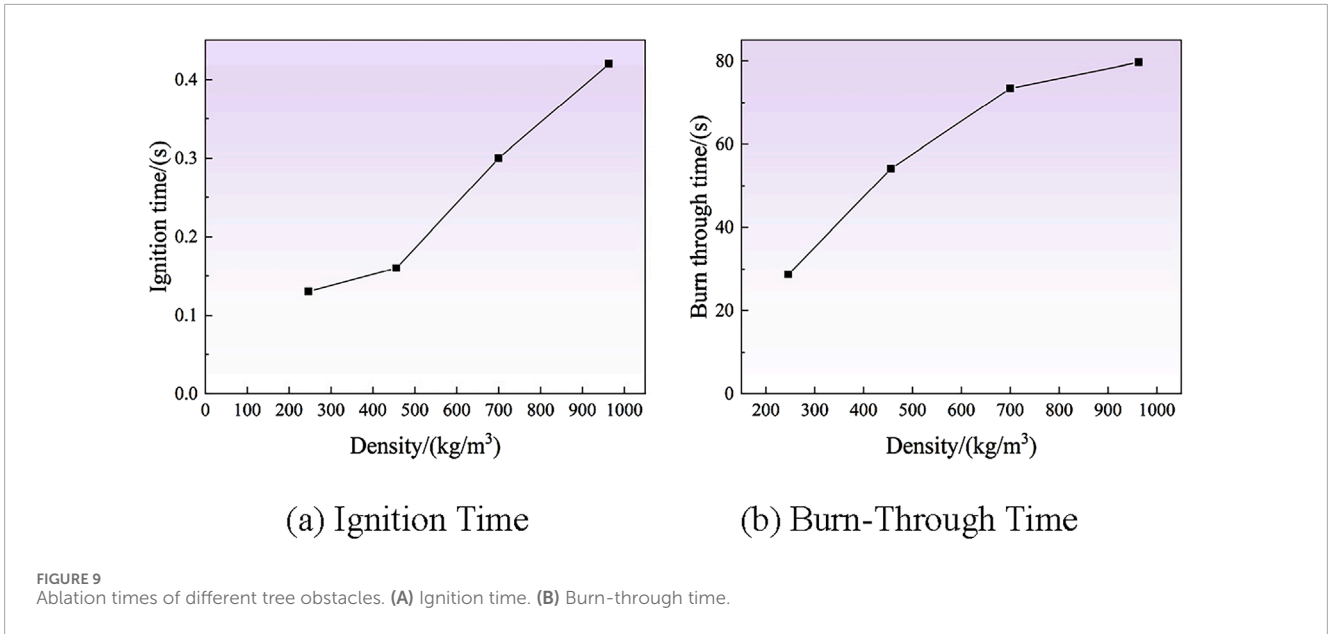 Ignition time/(s)
0.4
0.3
0.2
0.1
0.0
0 100 200 300 400 500 600 700 800 900 1000
Density/(kg/m³)
(a) Ignition Time
Burn through time/(s)
80
60
40
20
0
200 300 400 500 600 700 800 900 1000
Density/(kg/m³)
(b) Burn-Through Time
FIGURE 9
Ablation times of different tree obstacles. (A) Ignition time. (B) Burn-through time.